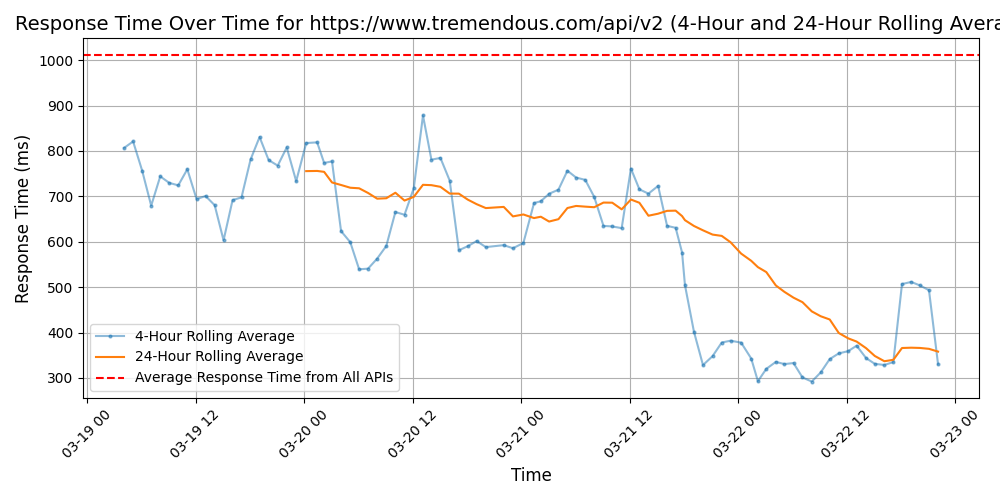 Response Time Over Time for https://www.tremendous.com/api/v2 (4-Hour and 24-Hour Rolling Avera
Response Time (ms)
1000
900
800
700
600
500
400
300
4-Hour Rolling Average
24-Hour Rolling Average
Average Response Time from All APIs
03-19 00
03-19 12
03-20 00
03-20 12
03-21 00
03-21 12
03-22 00
03-22 12
03-23 00
Time